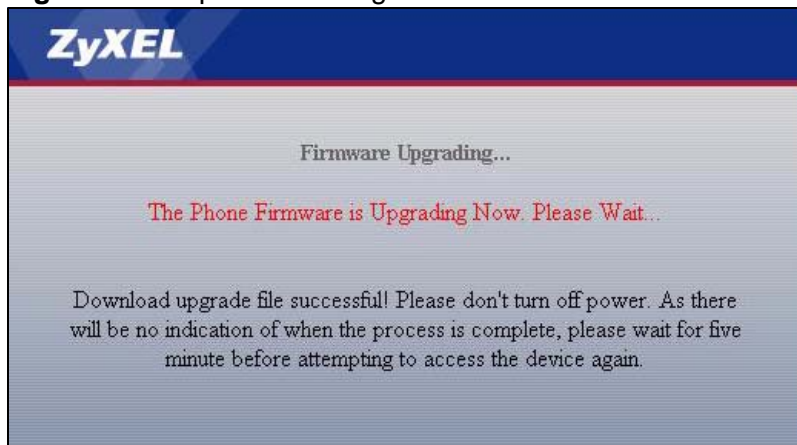 ZyXEL
Firmware Upgrading...
The Phone Firmware is Upgrading Now. Please Wait...
Download upgrade file successful! Please don't turn off power. As there
will be no indication of when the process is complete, please wait for five
minute before attempting to access the device again.